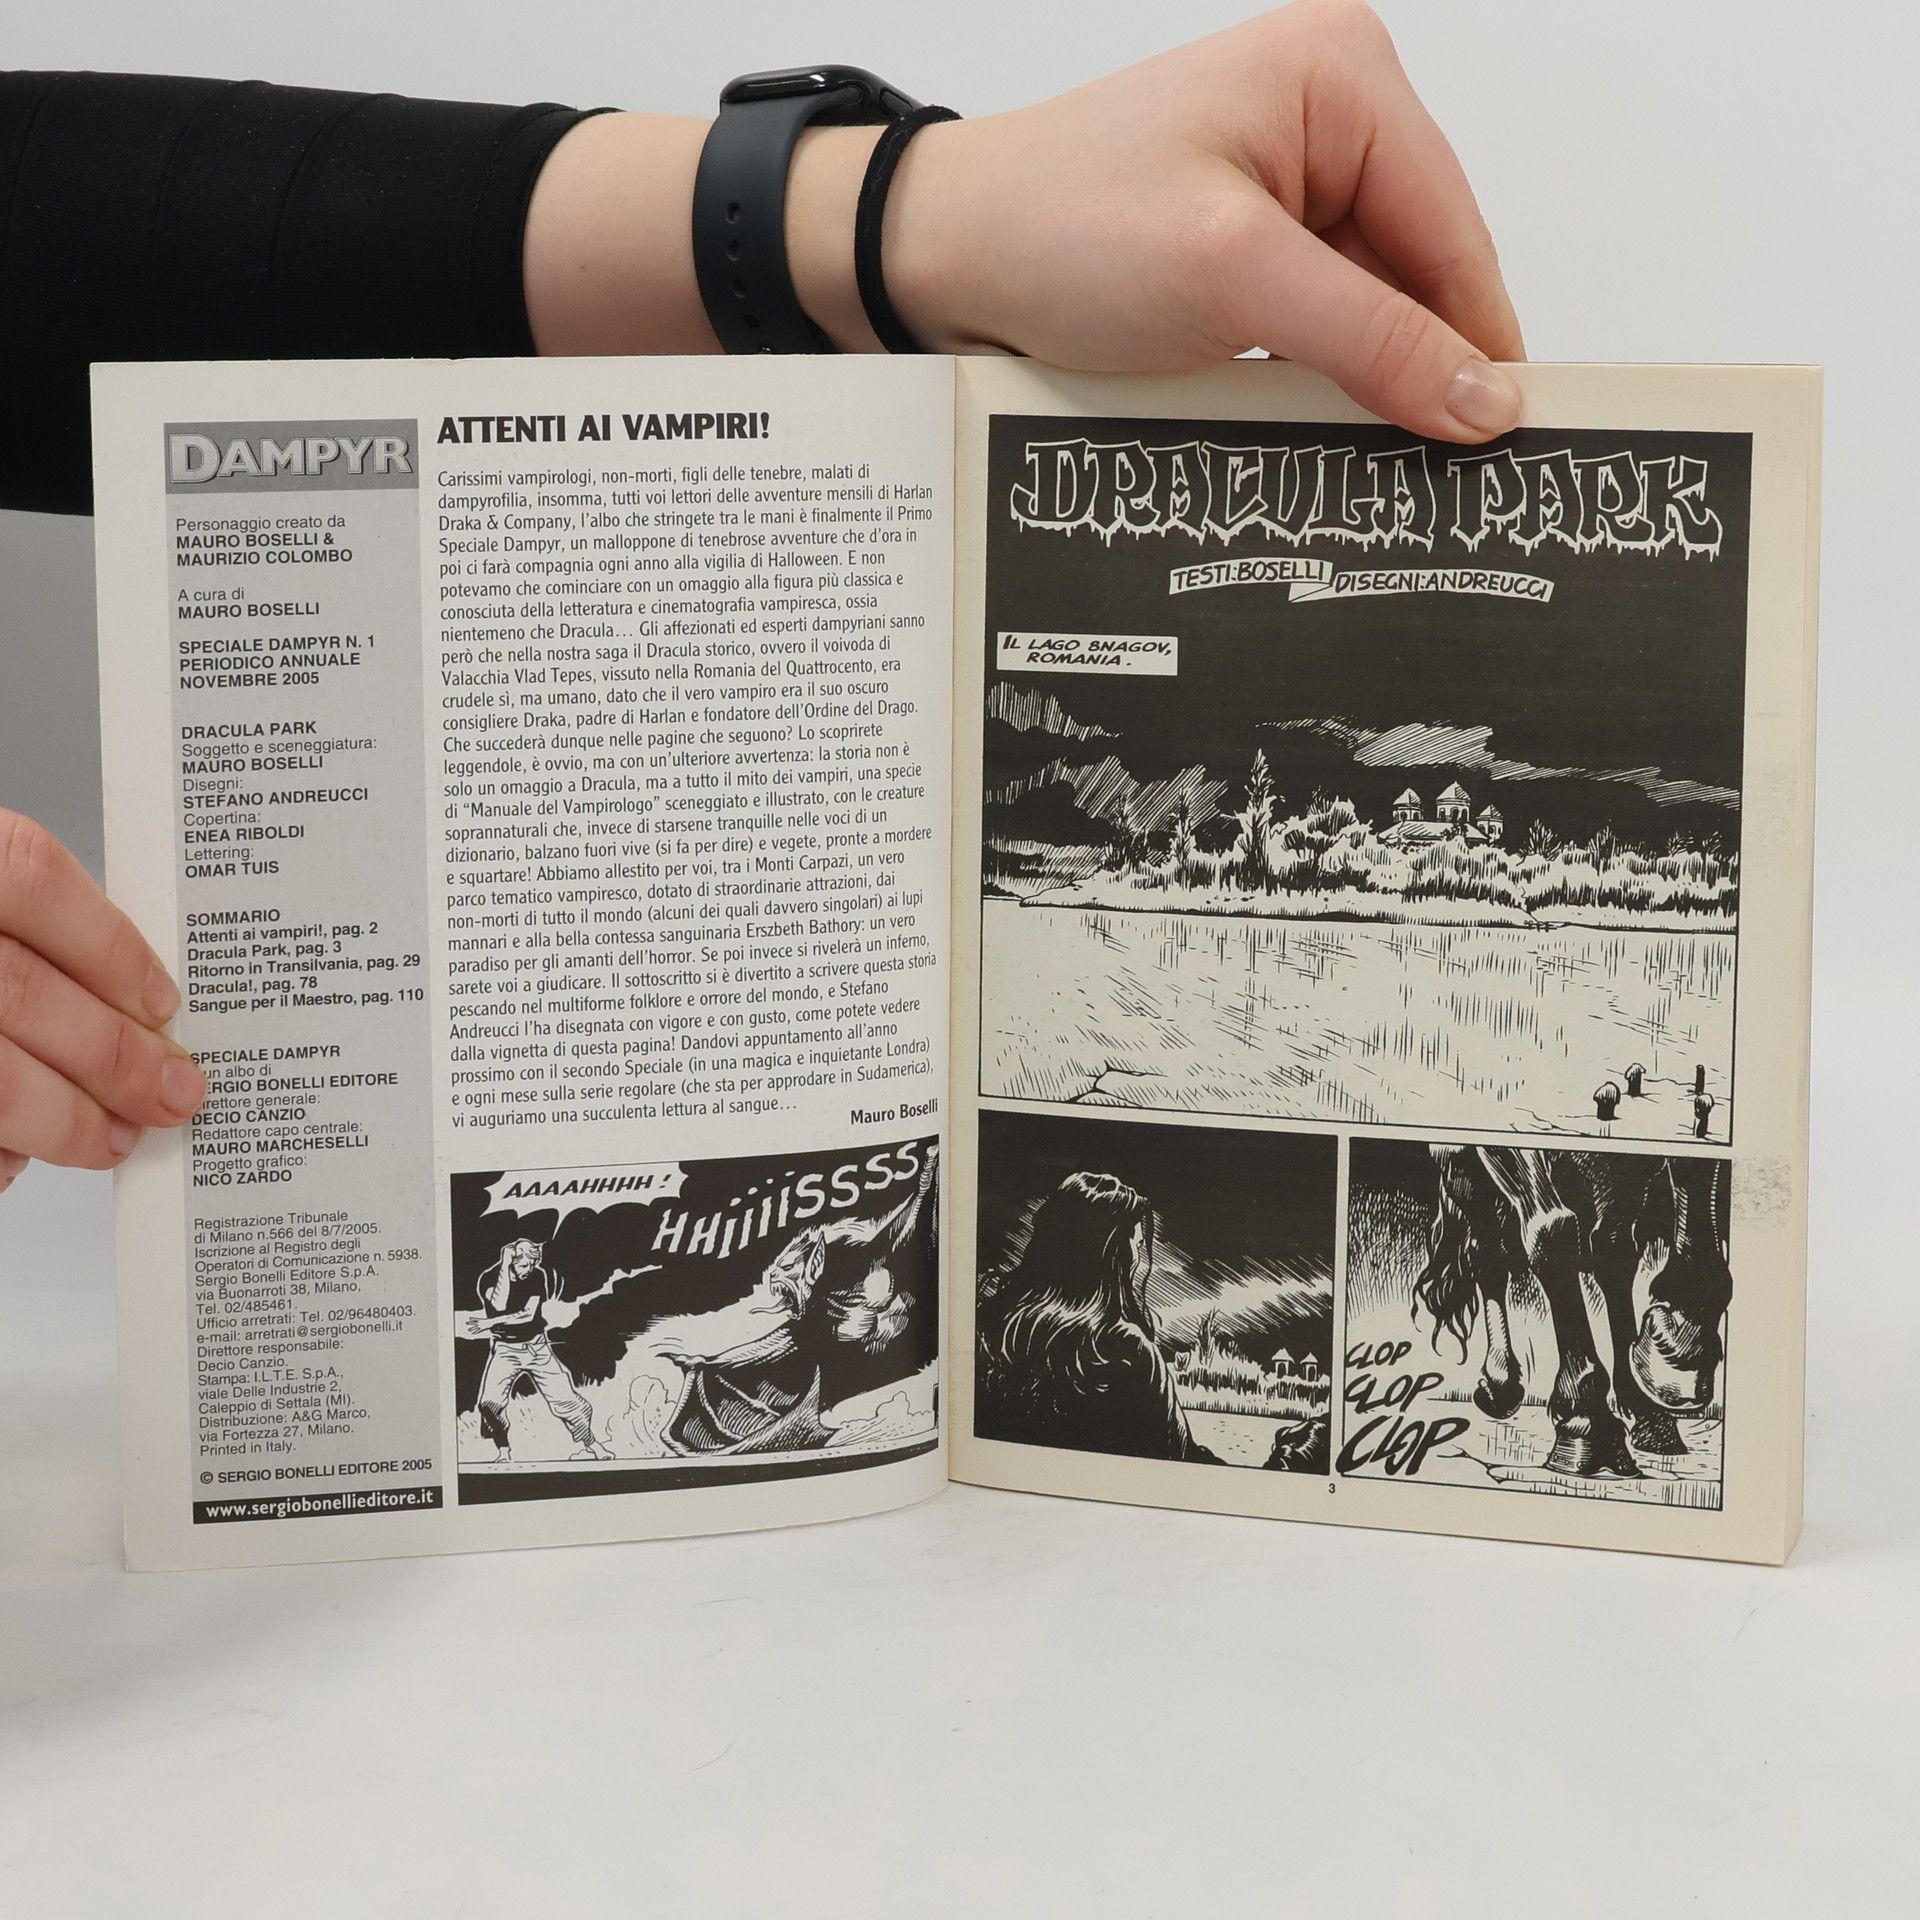 DAMPYR
Personaggio creato da
MAURO BOSELLI &
MAURIZIO COLOMBO
A cura di
MAURO BOSELLI
SPECIALE DAMPYR N. 1
PERIODICO ANNUALE
NOVEMBRE 2005
DRACULA PARK
Soggetto e sceneggiatura:
MAURO BOSELLI
Disegni:
STEFANO ANDREUCCI
Copertina:
ENEA RIBOLDI
Lettering:
OMAR TUIS
SOMMARIO
Attenti ai vampiri!, pag. 2
Dracula Park, pag. 3
Ritorno in Transilvania, pag. 29
Dracula!, pag. 78
Sangue per il Maestro, pag. 110
SPECIALE DAMPYR
un albo di
SERGIO BONELLI EDITORE
Direttore generale:
DECIO CANZIO
Redattore capo centrale:
MAURO MARCHESELLI
Progetto grafico:
NICO ZARDO
Registrazione Tribunale
di Milano n.566 del 8/7/2005.
Iscrizione al Registro degli
Operatori di Comunicazione n. 5938.
Sergio Bonelli Editore S.p.A.
via Buonarroti 38, Milano,
Tel. 02/485461.
Ufficio arretrati: Tel. 02/96480403.
e-mail: arretrati@sergiobonelli.it
Direttore responsabile:
Decio Canzio.
Stampa: I.L.T.E. S.p.A.,
viale Delle Industrie 2,
Caleppio di Settala (MI).
Distribuzione: A&G Marco,
via Fortezza 27, Milano.
Printed in Italy.
© SERGIO BONELLI EDITORE 2005
www.sergiobonellieditore.it
ATTENTI AI VAMPIRI!
Carissimi vampirologi, non-morti, figli delle tenebre, malati di
dampyrofilia, insomma, tutti voi lettori delle avventure mensili di Harlan
Draka & Company, l'albo che stringete tra le mani è finalmente il Primo
Speciale Dampyr, un malloppone di tenebrose avventure che d'ora in
poi ci farà compagnia ogni anno alla vigilia di Halloween. E non
potevamo che cominciare con un omaggio alla figura più classica e
conosciuta della letteratura e cinematografia vampiresca, ossia
nientemeno che Dracula… Gli affezionati ed esperti dampyriani sanno
però che nella nostra saga il Dracula storico, ovvero il voivoda di
Valacchia Vlad Tepes, vissuto nella Romania del Quattrocento, era
crudele sì, ma umano, dato che il vero vampiro era il suo oscuro
consigliere Draka, padre di Harlan e fondatore dell'Ordine del Drago.
Che succederà dunque nelle pagine che seguono? Lo scoprirete
leggendole, è ovvio, ma con un'ulteriore avvertenza: la storia non è
solo un omaggio a Dracula, ma a tutto il mito dei vampiri, una specie
di “Manuale del Vampirologo” sceneggiato e illustrato, con le creature
soprannaturali che, invece di starsene tranquille nelle voci di un
dizionario, balzano fuori vive (si fa per dire) e vegete, pronte a mordere
e squartare! Abbiamo allestito per voi, tra i Monti Carpazi, un vero
parco tematico vampiresco, dotato di straordinarie attrazioni, dai
non-morti di tutto il mondo (alcuni dei quali davvero singolari) ai lupi
mannari e alla bella contessa sanguinaria Erszbeth Bathory: un vero
paradiso per gli amanti dell'horror. Se poi invece si rivelerà un inferno,
sarete voi a giudicare. Il sottoscritto si è divertito a scrivere questa storia
pescando nel multiforme folklore e orrore del mondo, e Stefano
Andreucci l'ha disegnata con vigore e con gusto, come potete vedere
dalla vignetta di questa pagina! Dandovi appuntamento all'anno
prossimo con il secondo Speciale (in una magica e inquietante Londra)
e ogni mese sulla serie regolare (che sta per approdare in Sudamerica),
vi auguriamo una succulenta lettura al sangue…
Mauro Boselli
AAAAHHHH!
HHiiiiiSSSS
DRACULA PARK
TESTI:BOSELLI
DISEGNI:ANDREUCCI
IL LAGO SNAGOV,
ROMANIA.
CLOP
CLOP
CLOP
3